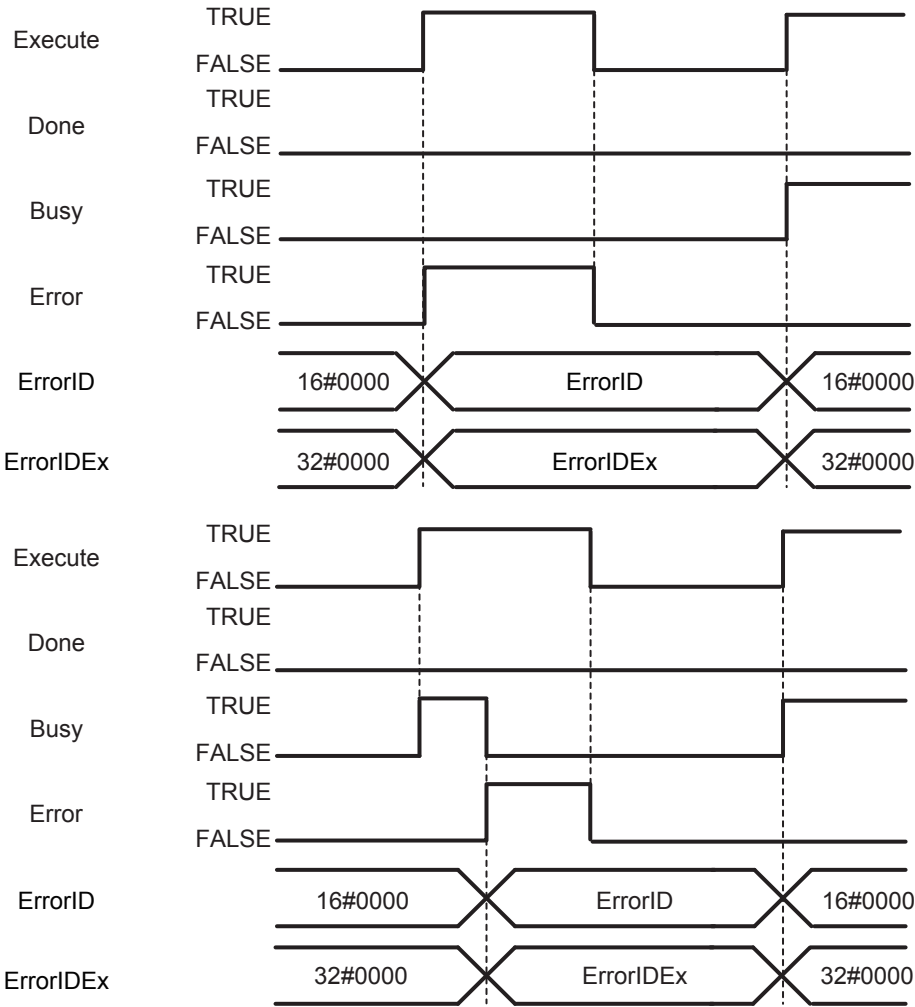 TRUE
Execute
FALSE
TRUE
Done
FALSE
TRUE
Busy
FALSE
TRUE
Error
FALSE
ErrorID 16#0000 ErrorID 16#0000
ErrorIDEx 32#0000 ErrorIDEx 32#0000
TRUE
Execute
FALSE
TRUE
Done
FALSE
TRUE
Busy
FALSE
TRUE
Error
FALSE
ErrorID 16#0000 ErrorID 16#0000
ErrorIDEx 32#0000 ErrorIDEx 32#0000